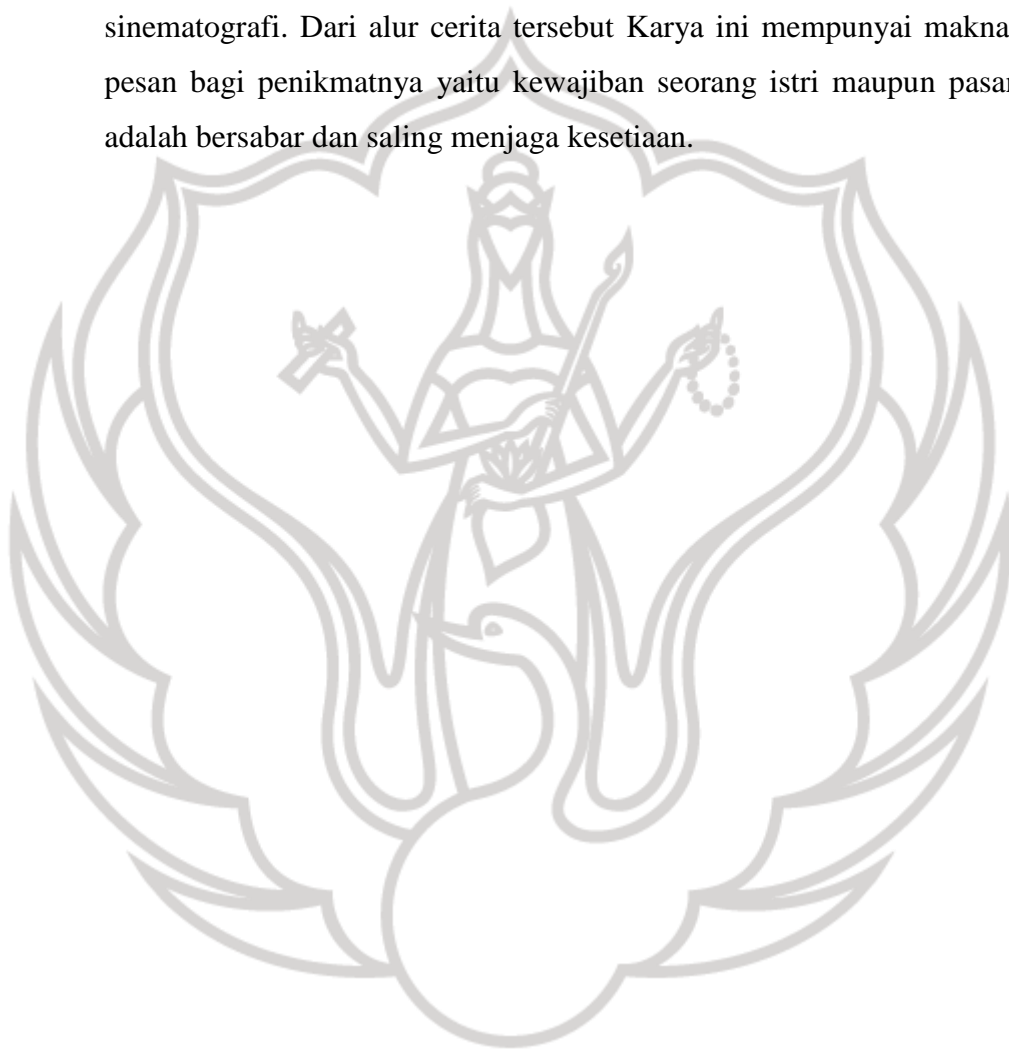 sinematografi. Dari alur cerita tersebut Karya ini mempunyai makna
pesan bagi penikmatnya yaitu kewajiban seorang istri maupun pasan
adalah bersabar dan saling menjaga kesetiaan.